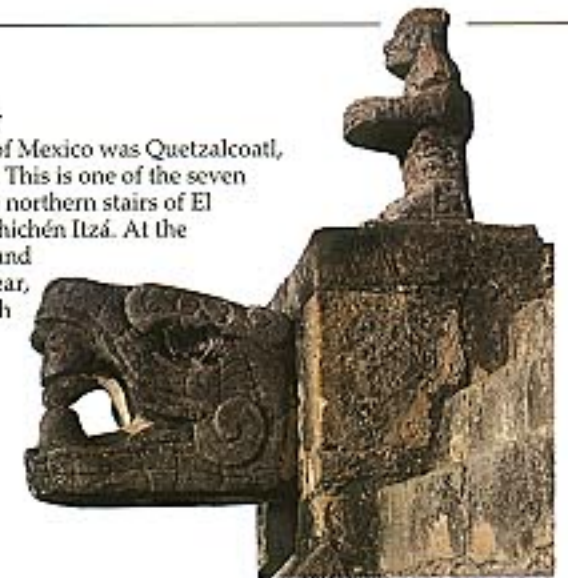 of Mexico was Quetzalcoatl,
This is one of the seven
northern stairs of El
hichén Itzá. At the
and
ear,
h